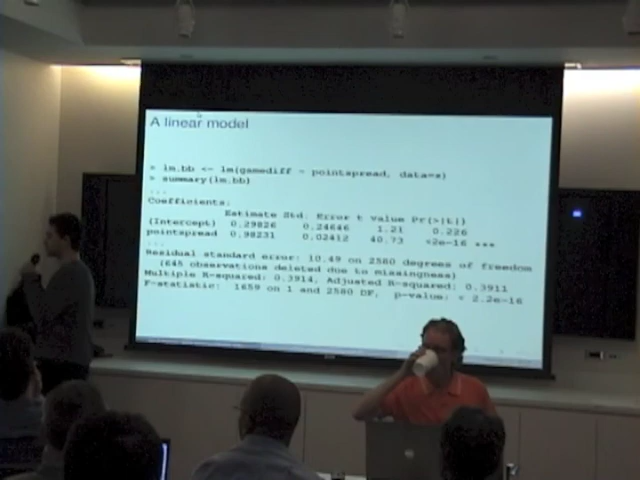 A linear model
> lm.bb <- lm(gamediff ~ pointspread, data=z)
> summary(lm.bb)
...
Coefficients:
Estimate Std. Error t value Pr(>|t|)
(Intercept) 0.29826 0.24646 1.21 0.226
pointspread 0.98231 0.02412 40.73 <2e-16 ***
...
Residual standard error: 10.49 on 2580 degrees of freedom
(645 observations deleted due to missingness)
Multiple R-squared: 0.3914, Adjusted R-squared: 0.3911
F-statistic: 1659 on 1 and 2580 DF, p-value: < 2.2e-16